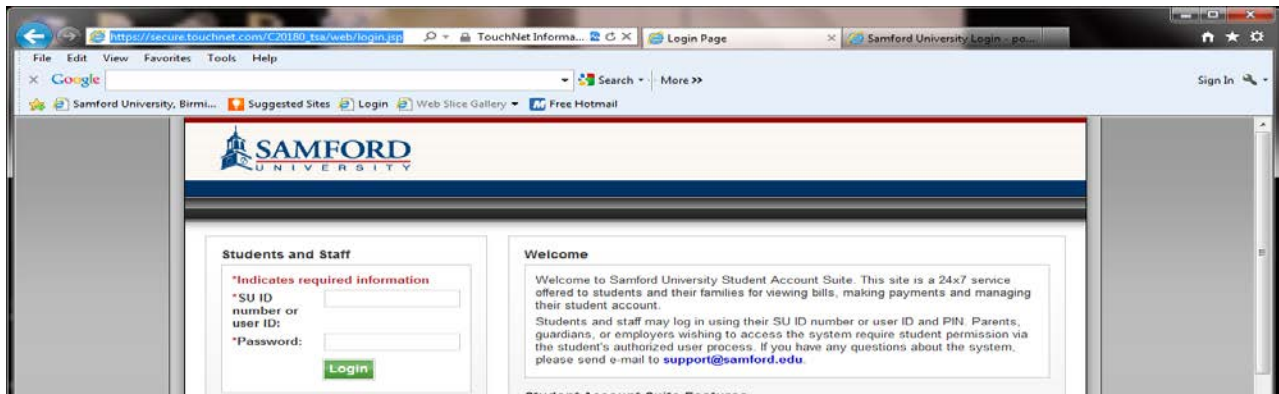 https://secure.touchnet.com/C20180_tsa/web/login.jsp
TouchNet Informa...
Login Page
Samford University Login - po...
File Edit View Favorites Tools Help
Google
Search
More >>
Sign In
Samford University, Birmi...
Suggested Sites
Login
Web Slice Gallery
Free Hotmail
SAMFORD
UNIVERSITY
Students and Staff
*Indicates required information
*SU ID
number or
user ID:
*Password:
Login
Welcome
Welcome to Samford University Student Account Suite. This site is a 24x7 service
offered to students and their families for viewing bills, making payments and managing
their student account.
Students and staff may log in using their SU ID number or user ID and PIN. Parents,
guardians, or employers wishing to access the system require student permission via
the student's authorized user process. If you have any questions about the system,
please send e-mail to support@samford.edu.
Student Account Suite Features